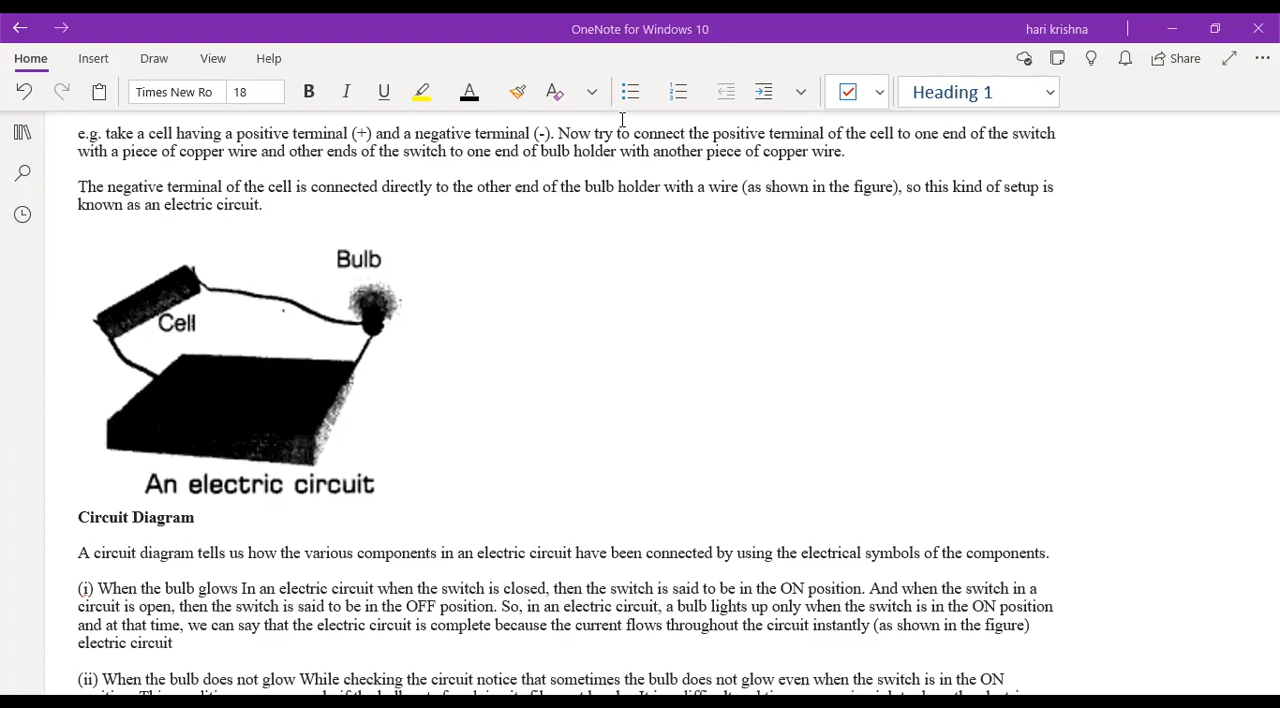 OneNote for Windows 10
hari krishna
Home Insert Draw View Help
Share
Times New Ro 18 B I U A Heading 1
e.g. take a cell having a positive terminal (+) and a negative terminal (-). Now try to connect the positive terminal of the cell to one end of the switch
with a piece of copper wire and other ends of the switch to one end of bulb holder with another piece of copper wire.
The negative terminal of the cell is connected directly to the other end of the bulb holder with a wire (as shown in the figure), so this kind of setup is
known as an electric circuit.
Bulb
Cell
An electric circuit
Circuit Diagram
A circuit diagram tells us how the various components in an electric circuit have been connected by using the electrical symbols of the components.
(i) When the bulb glows In an electric circuit when the switch is closed, then the switch is said to be in the ON position. And when the switch in a
circuit is open, then the switch is said to be in the OFF position. So, in an electric circuit, a bulb lights up only when the switch is in the ON position
and at that time, we can say that the electric circuit is complete because the current flows throughout the circuit instantly (as shown in the figure)
electric circuit
(ii) When the bulb does not glow While checking the circuit notice that sometimes the bulb does not glow even when the switch is in the ON